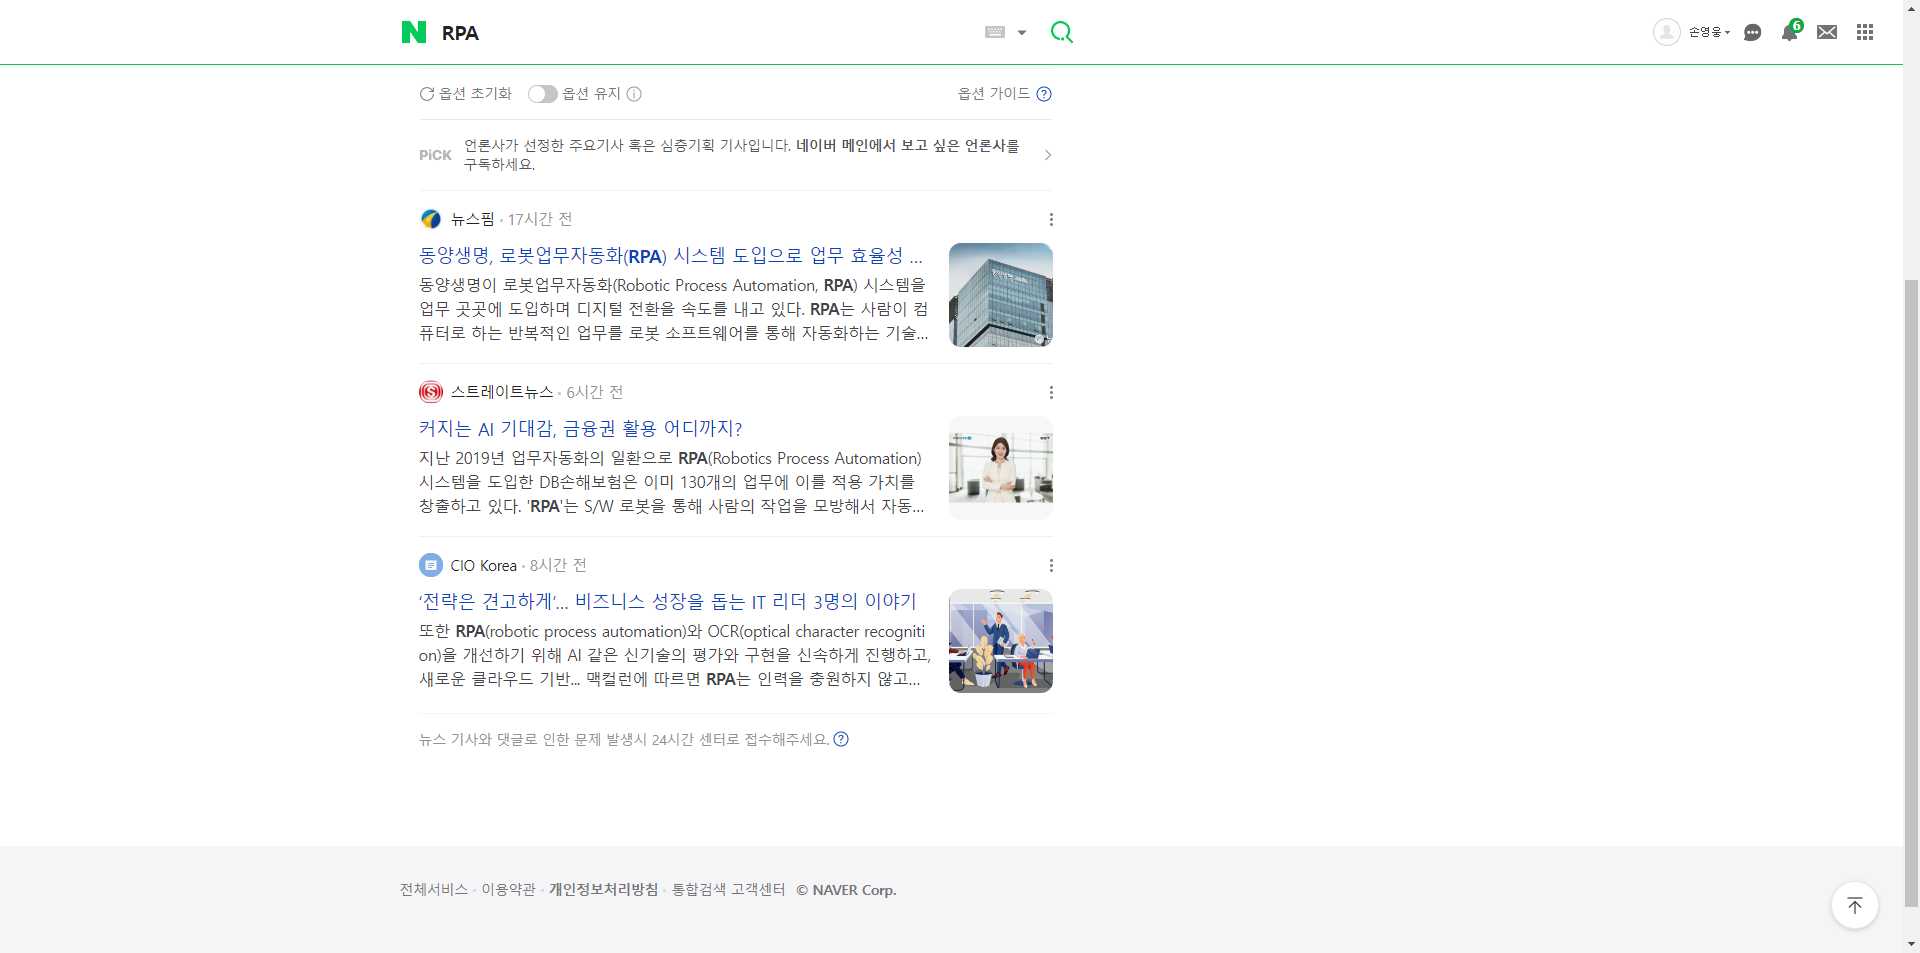 N RPA
손영웅
6
옵션 초기화 옵션 유지
옵션 가이드
PiCK
언론사가 선정한 주요기사 혹은 심층기획 기사입니다. 네이버 메인에서 보고 싶은 언론사를
구독하세요.
뉴스핌 · 17시간 전
동양생명, 로봇업무자동화(RPA) 시스템 도입으로 업무 효율성 ...
동양생명이 로봇업무자동화(Robotic Process Automation, RPA) 시스템을
업무 곳곳에 도입하며 디지털 전환을 속도를 내고 있다. RPA는 사람이 컴
퓨터로 하는 반복적인 업무를 로봇 소프트웨어를 통해 자동화하는 기술...
스트레이트뉴스 · 6시간 전
커지는 AI 기대감, 금융권 활용 어디까지?
지난 2019년 업무자동화의 일환으로 RPA(Robotics Process Automation)
시스템을 도입한 DB손해보험은 이미 130개의 업무에 이를 적용 가치를
창출하고 있다. 'RPA'는 S/W 로봇을 통해 사람의 작업을 모방해서 자동...
CIO Korea · 8시간 전
‘전략은 견고하게’... 비즈니스 성장을 돕는 IT 리더 3명의 이야기
또한 RPA(robotic process automation)와 OCR(optical character recogniti
on)을 개선하기 위해 AI 같은 신기술의 평가와 구현을 신속하게 진행하고,
새로운 클라우드 기반... 맥컬런에 따르면 RPA는 인력을 충원하지 않고...
뉴스 기사와 댓글로 인한 문제 발생시 24시간 센터로 접수해주세요.
전체서비스 · 이용약관 · 개인정보처리방침 · 통합검색 고객센터 © NAVER Corp.